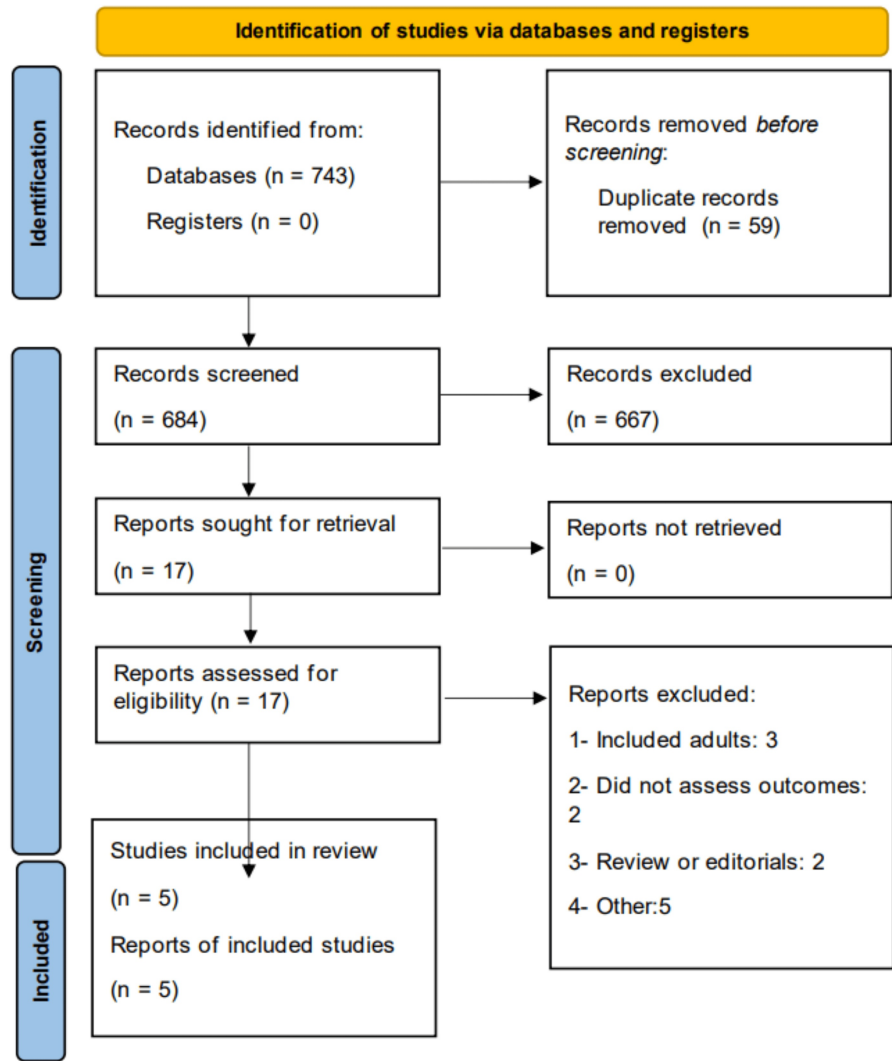 Identification of studies via databases and registers
Identification
Records identified from:
Databases (n = 743)
Registers (n = 0)
Records removed before
screening:
Duplicate records
removed (n = 59)
Screening
Records screened
(n = 684)
Records excluded
(n = 667)
Reports sought for retrieval
(n = 17)
Reports not retrieved
(n = 0)
Reports assessed for
eligibility (n = 17)
Reports excluded:
1- Included adults: 3
2- Did not assess outcomes:
2
3- Review or editorials: 2
4- Other:5
Included
Studies included in review
(n = 5)
Reports of included studies
(n = 5)